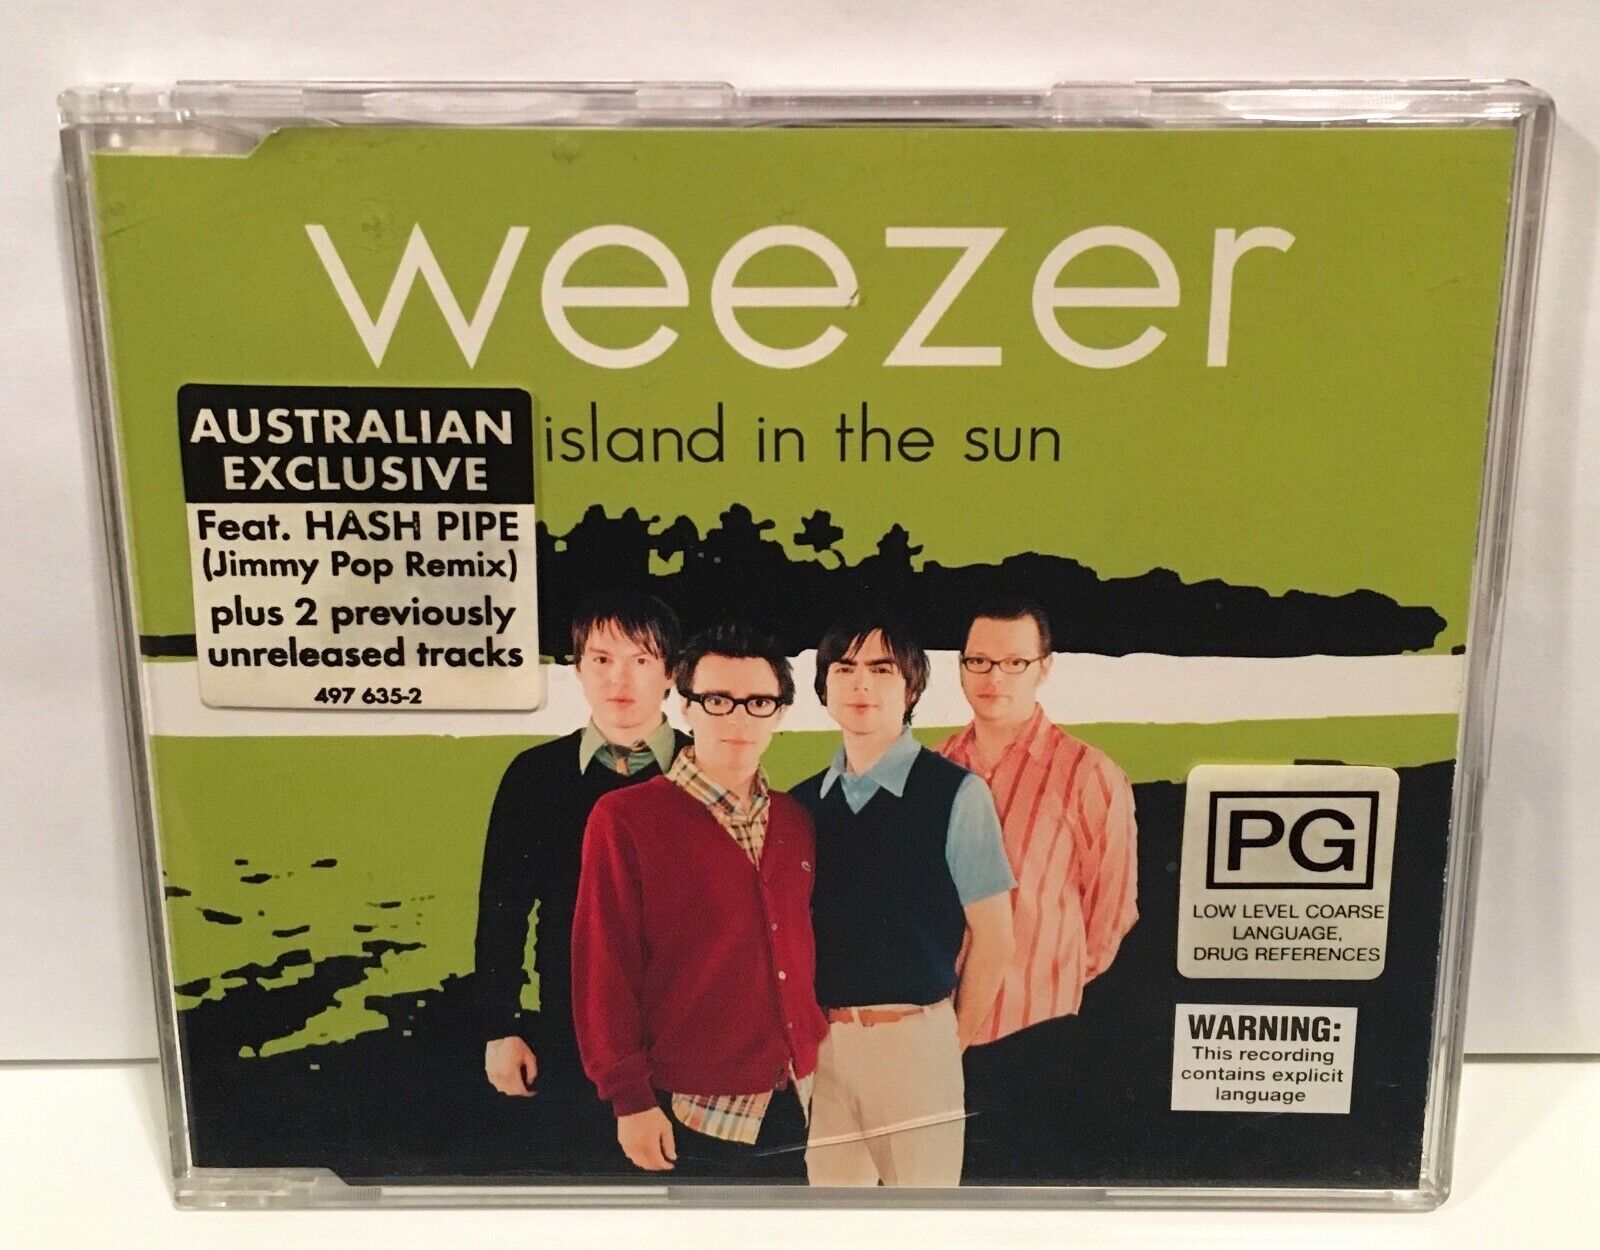 weezer
island in the sun
AUSTRALIAN
EXCLUSIVE
Feat. HASH PIPE
(Jimmy Pop Remix)
plus 2 previously
unreleased tracks
497 635-2
PG
LOW LEVEL COARSE
LANGUAGE,
DRUG REFERENCES
WARNING:
This recording
contains explicit
language